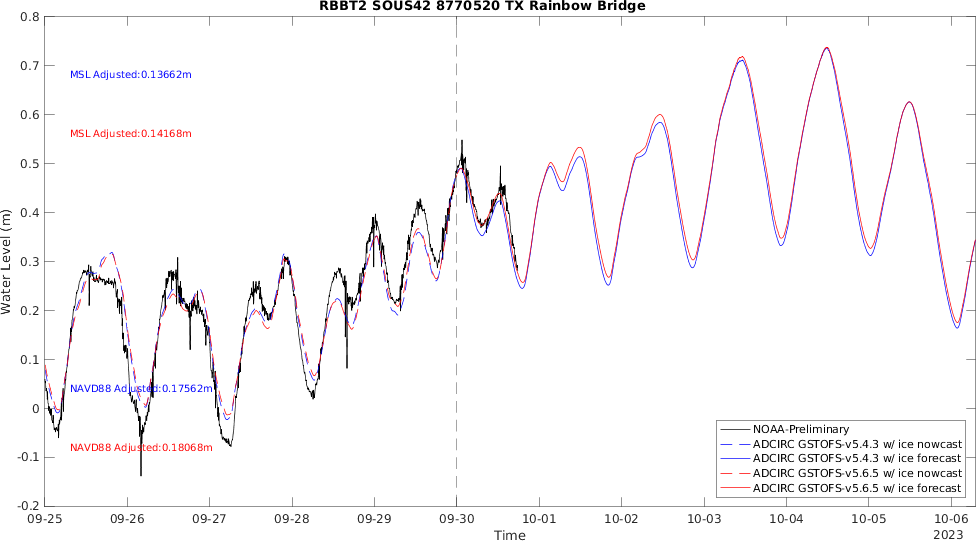 RBBT2 SOUS42 8770520 TX Rainbow Bridge
0.8
0.7
0.6
0.5
0.4
0.3
0.2
0.1
0
-0.1
-0.2
Water Level (m)
MSL Adjusted:0.13662m
MSL Adjusted:0.14168m
NAVD88 Adjusted:0.17562m
NAVD88 Adjusted:0.18068m
NOAA-Preliminary
ADCIRC GSTOFS-v5.4.3 w/ ice nowcast
ADCIRC GSTOFS-v5.4.3 w/ ice forecast
ADCIRC GSTOFS-v5.6.5 w/ ice nowcast
ADCIRC GSTOFS-v5.6.5 w/ ice forecast
09-25 09-26 09-27 09-28 09-29 09-30 10-01 10-02 10-03 10-04 10-05 10-06
2023
Time